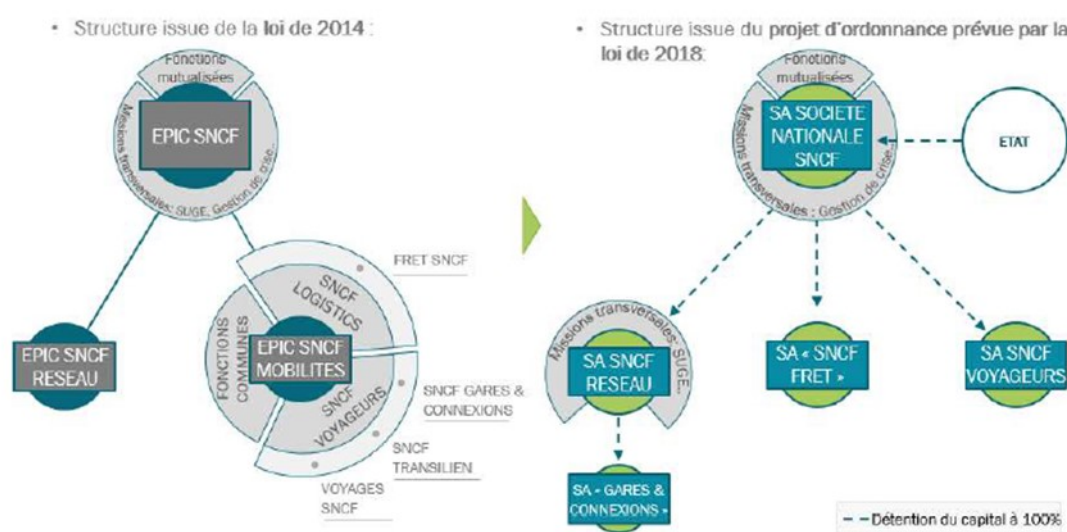 • Structure issue de la loi de 2014 :
Fonctions
mutualisées
EPIC SNCF
Missions transversales: SUGE, Gestion de crise...
EPIC SNCF
RESEAU
FONCTIONS
COMMUNES
SNCF
LOGISTICS
EPIC SNCF
MOBILITES
SNCF
VOYAGEURS
FRET SNCF
SNCF GARES &
CONNEXIONS
SNCF
TRANSILIEN
VOYAGES
SNCF
• Structure issue du projet d'ordonnance prévue par la
loi de 2018:
Fonctions
mutualisées
SA SOCIETE
NATIONALE
SNCF
Missions transversales : Gestion de crise...
ETAT
Missions transversales: SUGE...
SA SNCF
RESEAU
SA « SNCF
FRET »
SA SNCF
VOYAGEURS
SA « GARES &
CONNEXIONS »
Détention du capital à 100%